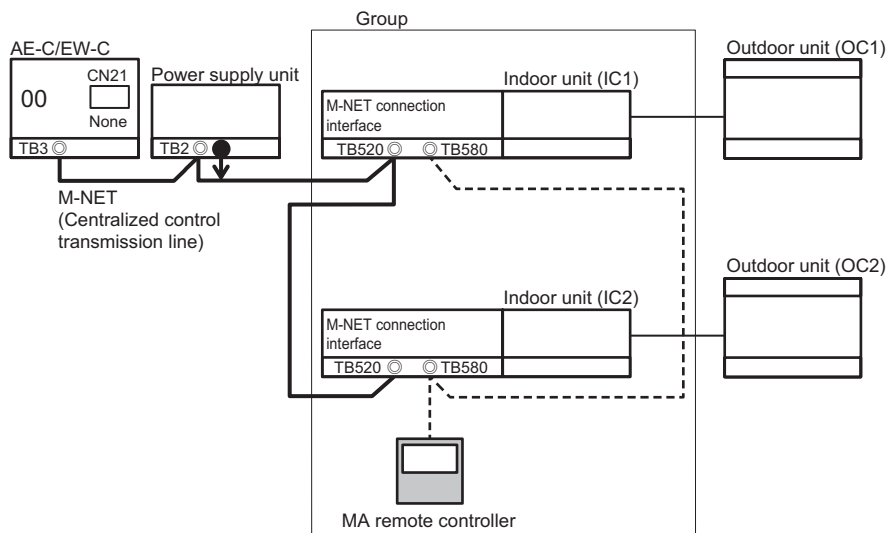 Group
AE-C/EW-C
CN21
00
None
TB3
Power supply unit
TB2
M-NET
(Centralized control
transmission line)
Indoor unit (IC1)
M-NET connection
interface
TB520 TB580
Outdoor unit (OC1)
Indoor unit (IC2)
M-NET connection
interface
TB520 TB580
Outdoor unit (OC2)
MA remote controller